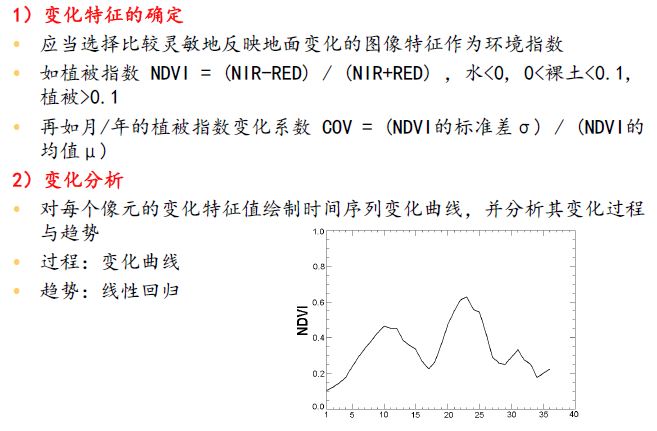 1）变化特征的确定
• 应当选择比较灵敏地反映地面变化的图像特征作为环境指数
• 如植被指数 NDVI = (NIR-RED) / (NIR+RED) ，水<0, 0<裸土<0.1,
植被>0.1
• 再如月/年的植被指数变化系数 COV = (NDVI的标准差σ) / (NDVI的
均值μ)
2）变化分析
• 对每个像元的变化特征值绘制时间序列变化曲线，并分析其变化过程
与趋势
• 过程：变化曲线
• 趋势：线性回归
1.0
0.8
0.6
0.4
0.2
0.0
NDVI
1 5 10 15 20 25 30 35 40